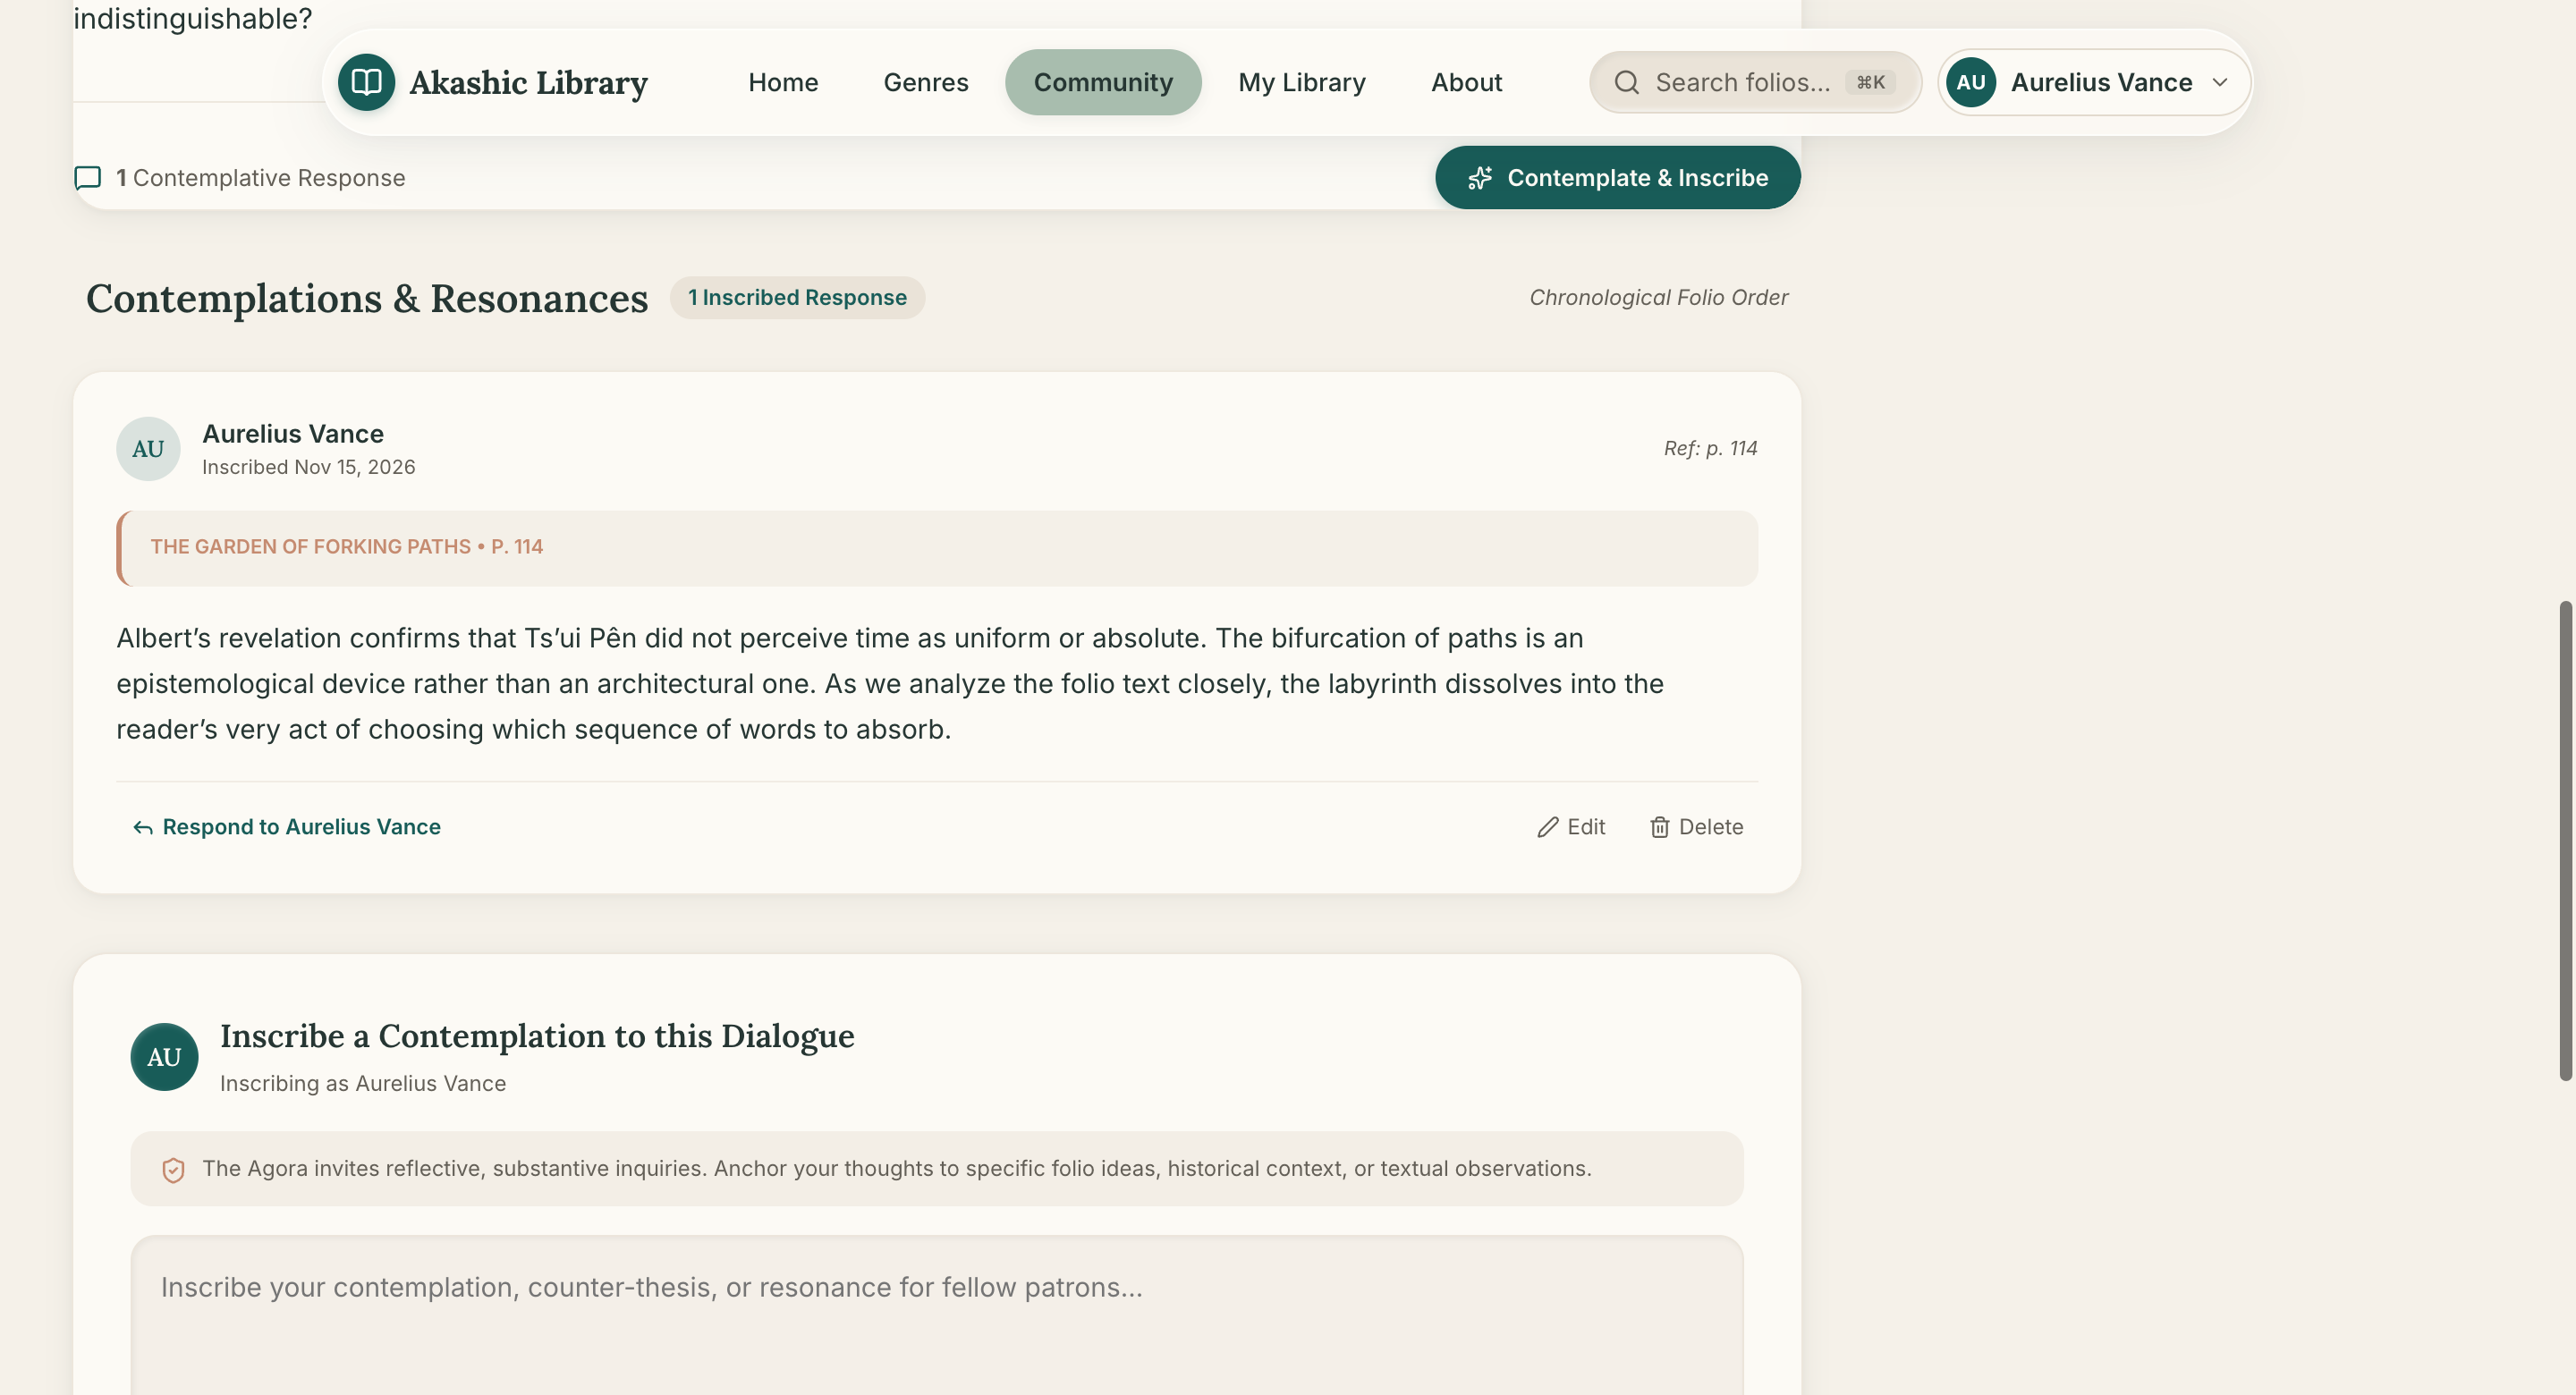 indistinguishable?
Akashic Library
Home
Genres
Community
My Library
About
Search folios...
⌘K
AU
Aurelius Vance
1 Contemplative Response
Contemplate & Inscribe
Contemplations & Resonances
1 Inscribed Response
Chronological Folio Order
AU
Aurelius Vance
Inscribed Nov 15, 2026
Ref: p. 114
THE GARDEN OF FORKING PATHS • P. 114
Albert’s revelation confirms that Ts’ui Pên did not perceive time as uniform or absolute. The bifurcation of paths is an
epistemological device rather than an architectural one. As we analyze the folio text closely, the labyrinth dissolves into the
reader’s very act of choosing which sequence of words to absorb.
Respond to Aurelius Vance
Edit
Delete
AU
Inscribe a Contemplation to this Dialogue
Inscribing as Aurelius Vance
The Agora invites reflective, substantive inquiries. Anchor your thoughts to specific folio ideas, historical context, or textual observations.
Inscribe your contemplation, counter-thesis, or resonance for fellow patrons...